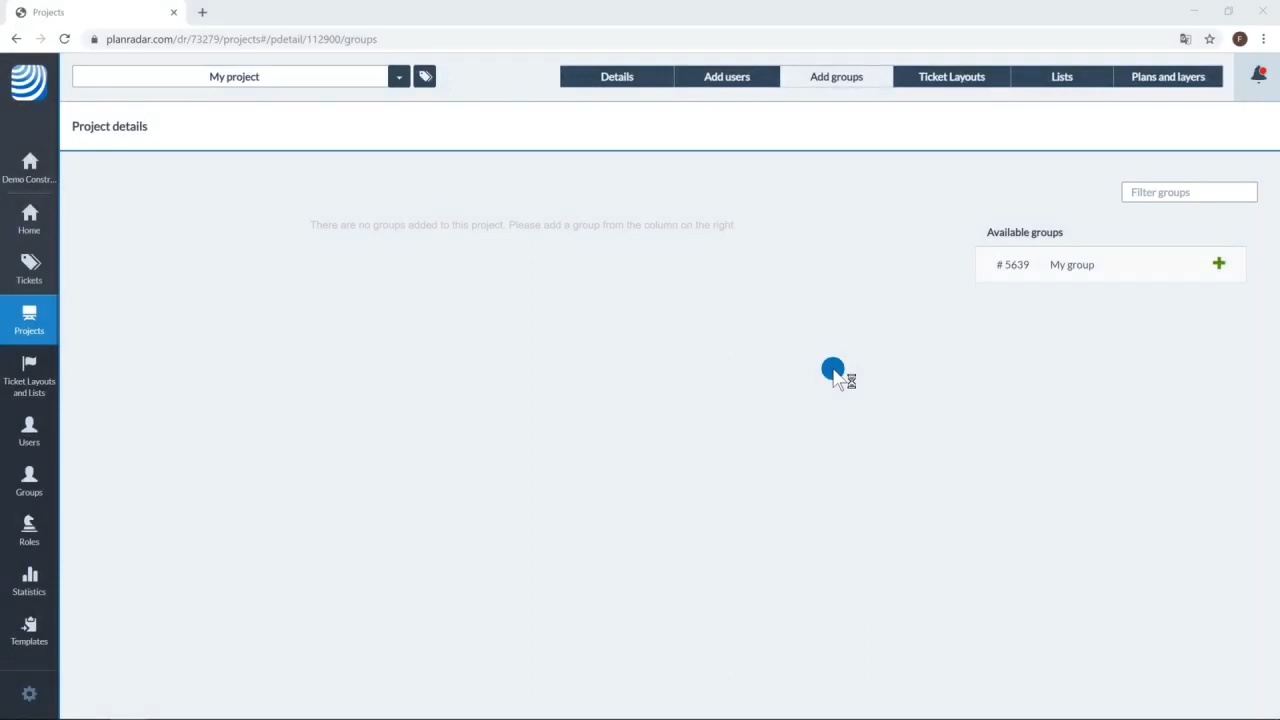 Projects
planradar.com/dr/73279/projects#/pdetail/112900/groups
F
My project
Details
Add users
Add groups
Ticket Layouts
Lists
Plans and layers
Project details
Demo Constr...
Home
Tickets
Projects
Ticket Layouts
and Lists
Users
Groups
Roles
Statistics
Templates
There are no groups added to this project. Please add a group from the column on the right.
Filter groups
Available groups
# 5639 My group